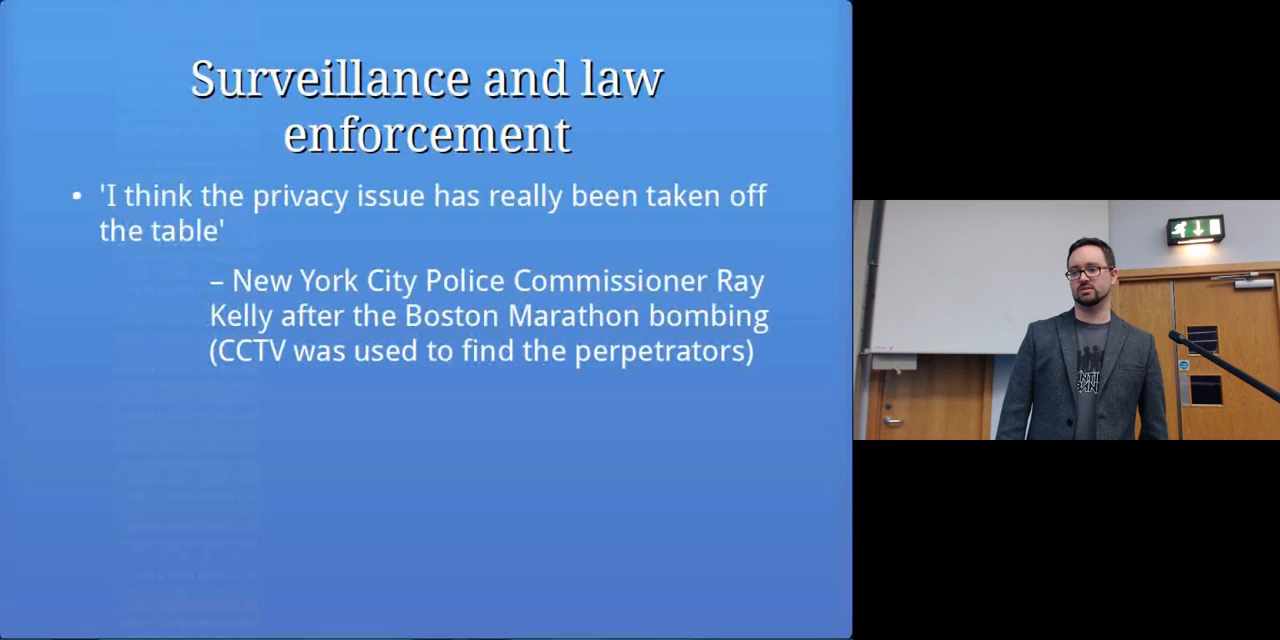 Surveillance and law
enforcement
• 'I think the privacy issue has really been taken off
the table'
– New York City Police Commissioner Ray
Kelly after the Boston Marathon bombing
(CCTV was used to find the perpetrators)